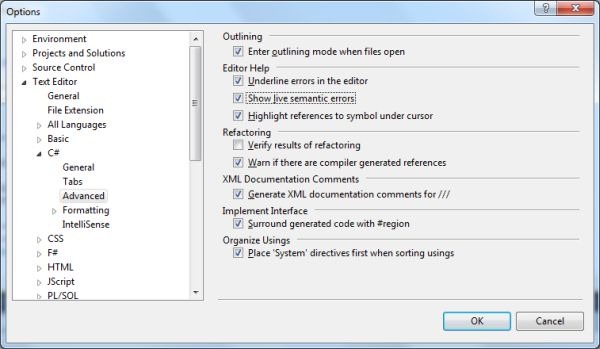 Options
Environment
Projects and Solutions
Source Control
Text Editor
General
File Extension
All Languages
Basic
C#
General
Tabs
Advanced
Formatting
IntelliSense
CSS
F#
HTML
JScript
PL/SQL
Outlining
Enter outlining mode when files open
Editor Help
Underline errors in the editor
Show live semantic errors
Highlight references to symbol under cursor
Refactoring
Verify results of refactoring
Warn if there are compiler generated references
XML Documentation Comments
Generate XML documentation comments for ///
Implement Interface
Surround generated code with #region
Organize Usings
Place 'System' directives first when sorting usings
OK
Cancel